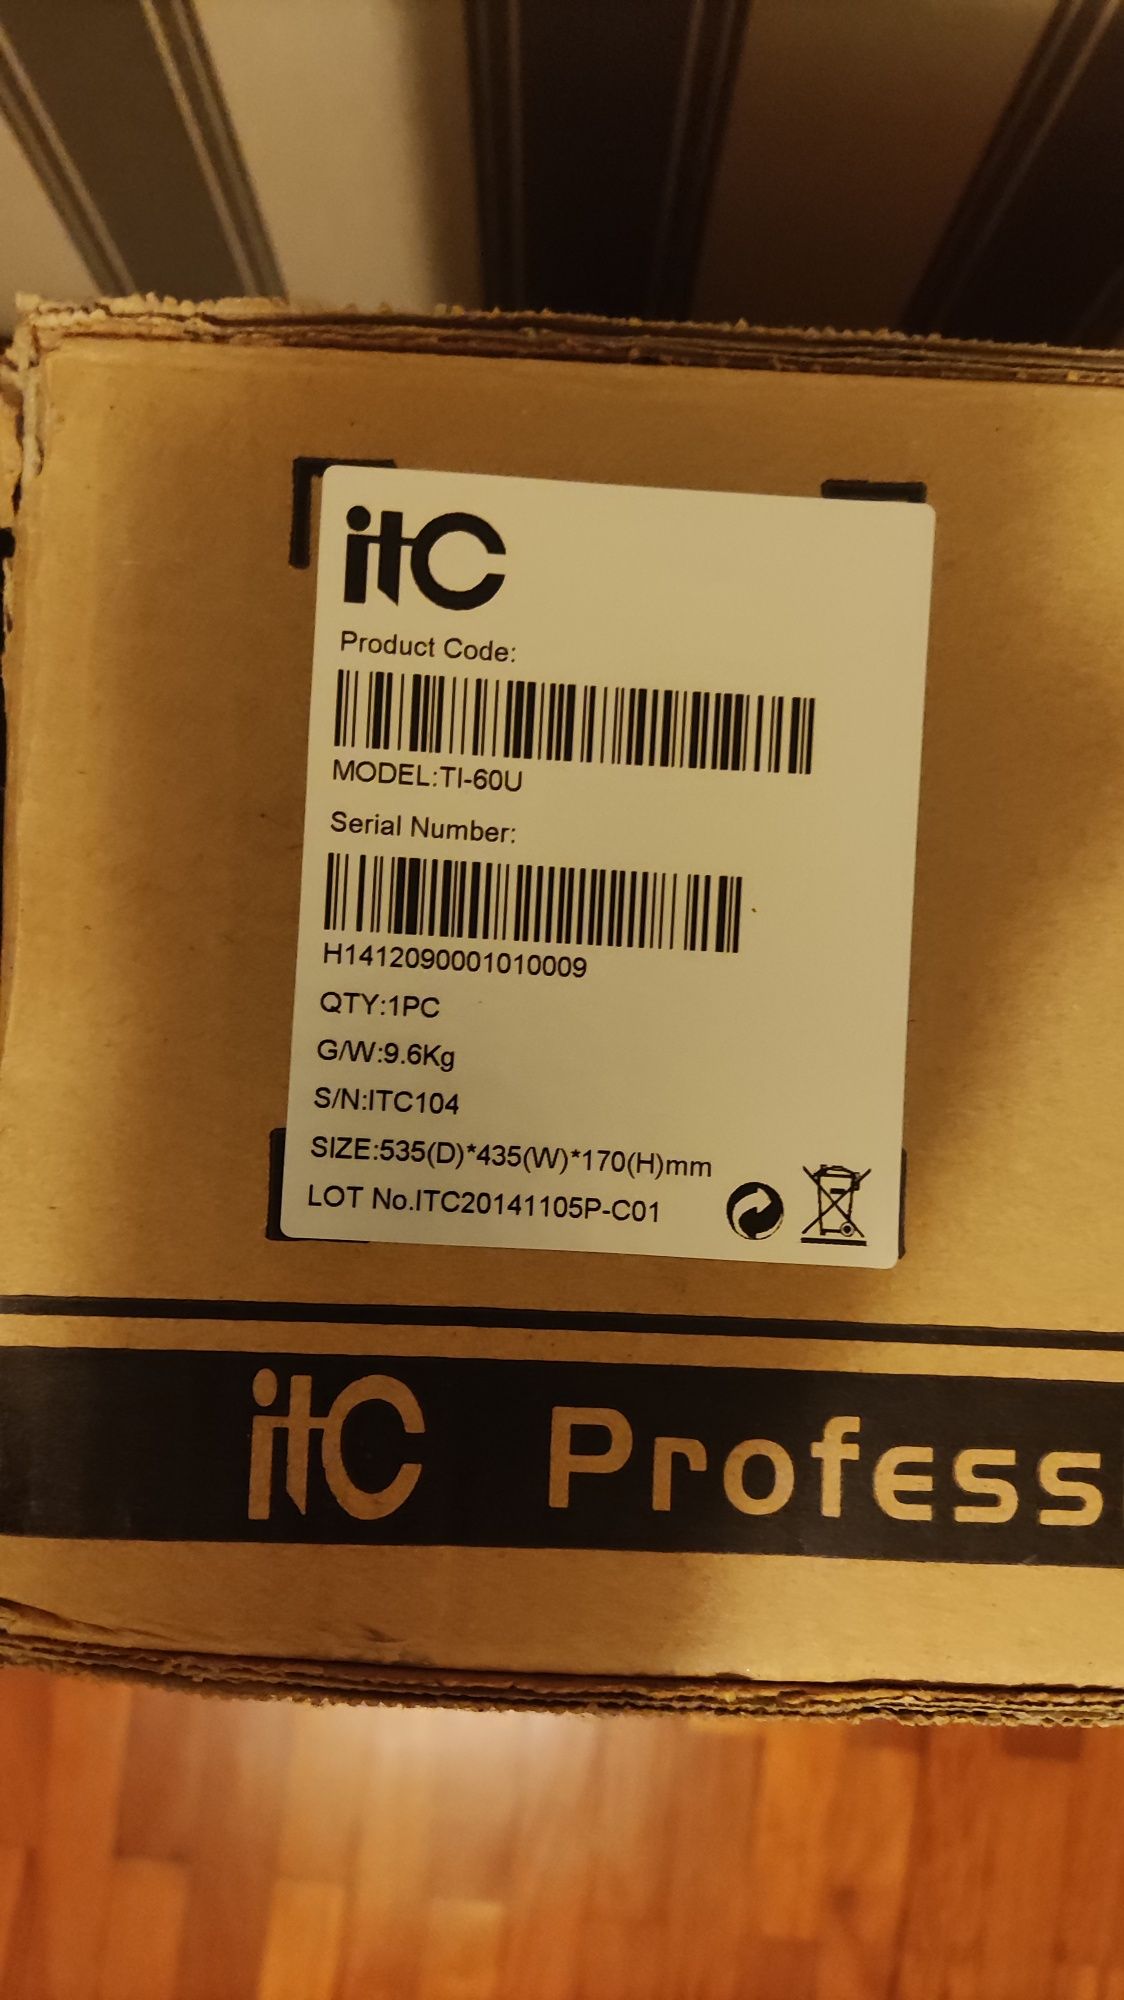 itC
Product Code:
MODEL:TI-60U
Serial Number:
H1412090001010009
QTY:1PC
G/W:9.6Kg
S/N:ITC104
SIZE:535(D)*435(W)*170(H)mm
LOT No.ITC20141105P-C01
itC Profess